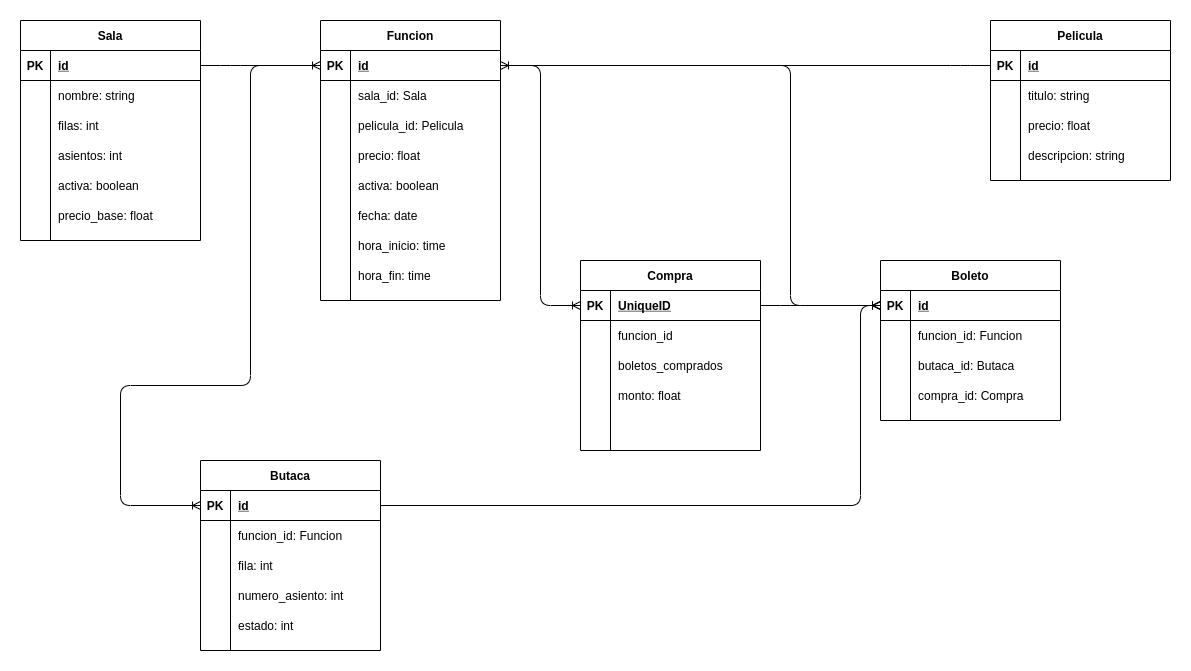 Sala
PK id
nombre: string
filas: int
asientos: int
activa: boolean
precio_base: float
Funcion
PK id
sala_id: Sala
pelicula_id: Pelicula
precio: float
activa: boolean
fecha: date
hora_inicio: time
hora_fin: time
Pelicula
PK id
titulo: string
precio: float
descripcion: string
Compra
PK UniqueID
funcion_id
boletos_comprados
monto: float
Boleto
PK id
funcion_id: Funcion
butaca_id: Butaca
compra_id: Compra
Butaca
PK id
funcion_id: Funcion
fila: int
numero_asiento: int
estado: int